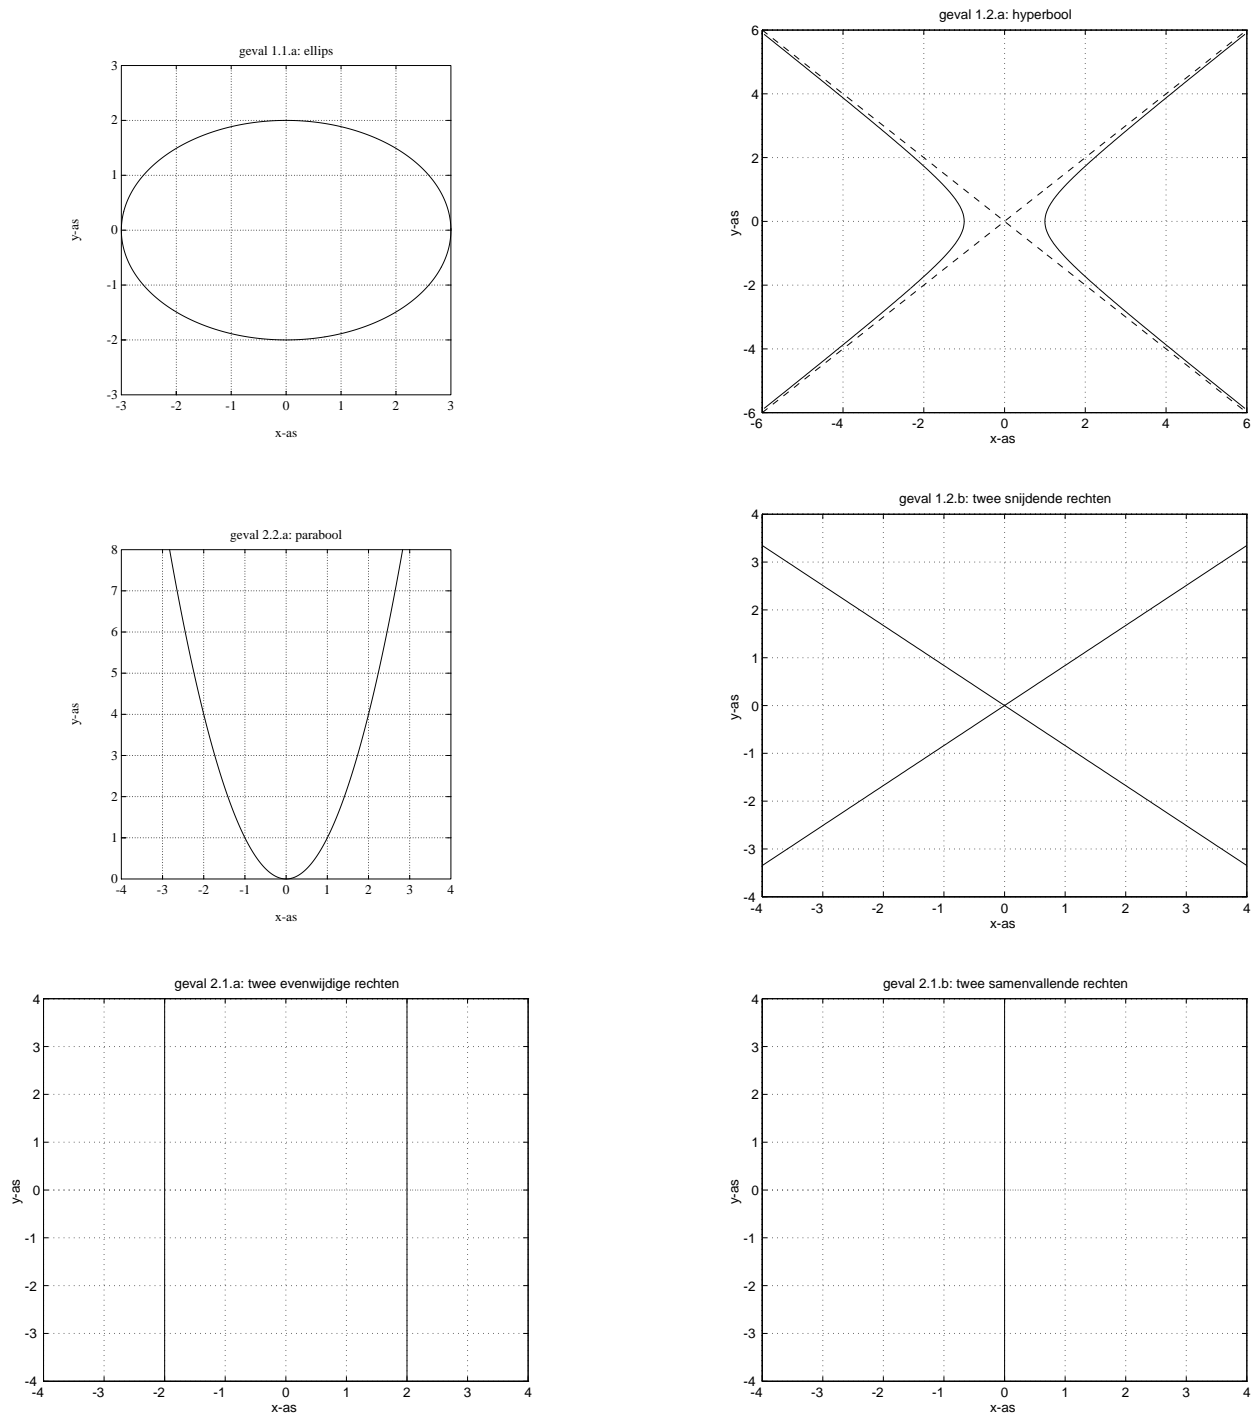 geval 1.1.a: ellips
3
2
1
0
-1
-2
-3
y-as
-3 -2 -1 0 1 2 3
x-as
geval 1.2.a: hyperbool
6
4
2
0
-2
-4
-6
y-as
-6 -4 -2 0 2 4 6
x-as
geval 2.2.a: parabool
8
7
6
5
4
3
2
1
0
y-as
-4 -3 -2 -1 0 1 2 3 4
x-as
geval 1.2.b: twee snijdende rechten
4
3
2
1
0
-1
-2
-3
-4
y-as
-4 -3 -2 -1 0 1 2 3 4
x-as
geval 2.1.a: twee evenwijdige rechten
4
3
2
1
0
-1
-2
-3
-4
y-as
-4 -3 -2 -1 0 1 2 3 4
x-as
geval 2.1.b: twee samenvallende rechten
4
3
2
1
0
-1
-2
-3
-4
y-as
-4 -3 -2 -1 0 1 2 3 4
x-as